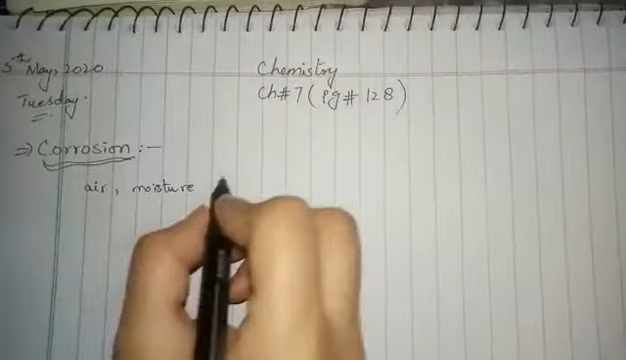 5th May, 2020
Chemistry
Tuesday.
Ch#7 (Pg# 128)
⇒ Corrosion :-
air, moisture